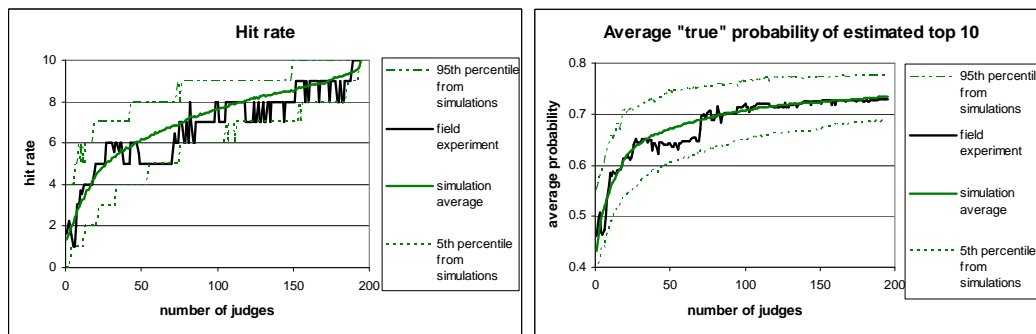 Hit rate
10
8
6
4
2
0
hit rate
0
50
100
150
200
number of judges
95th percentile
from
simulations
field
experiment
simulation
average
5th percentile
from
simulations
Average "true" probability of estimated top 10
0.8
0.7
0.6
0.5
0.4
average probability
0
50
100
150
200
number of judges
95th percentile
from
simulations
field
experiment
simulation
average
5th percentile
from
simulations